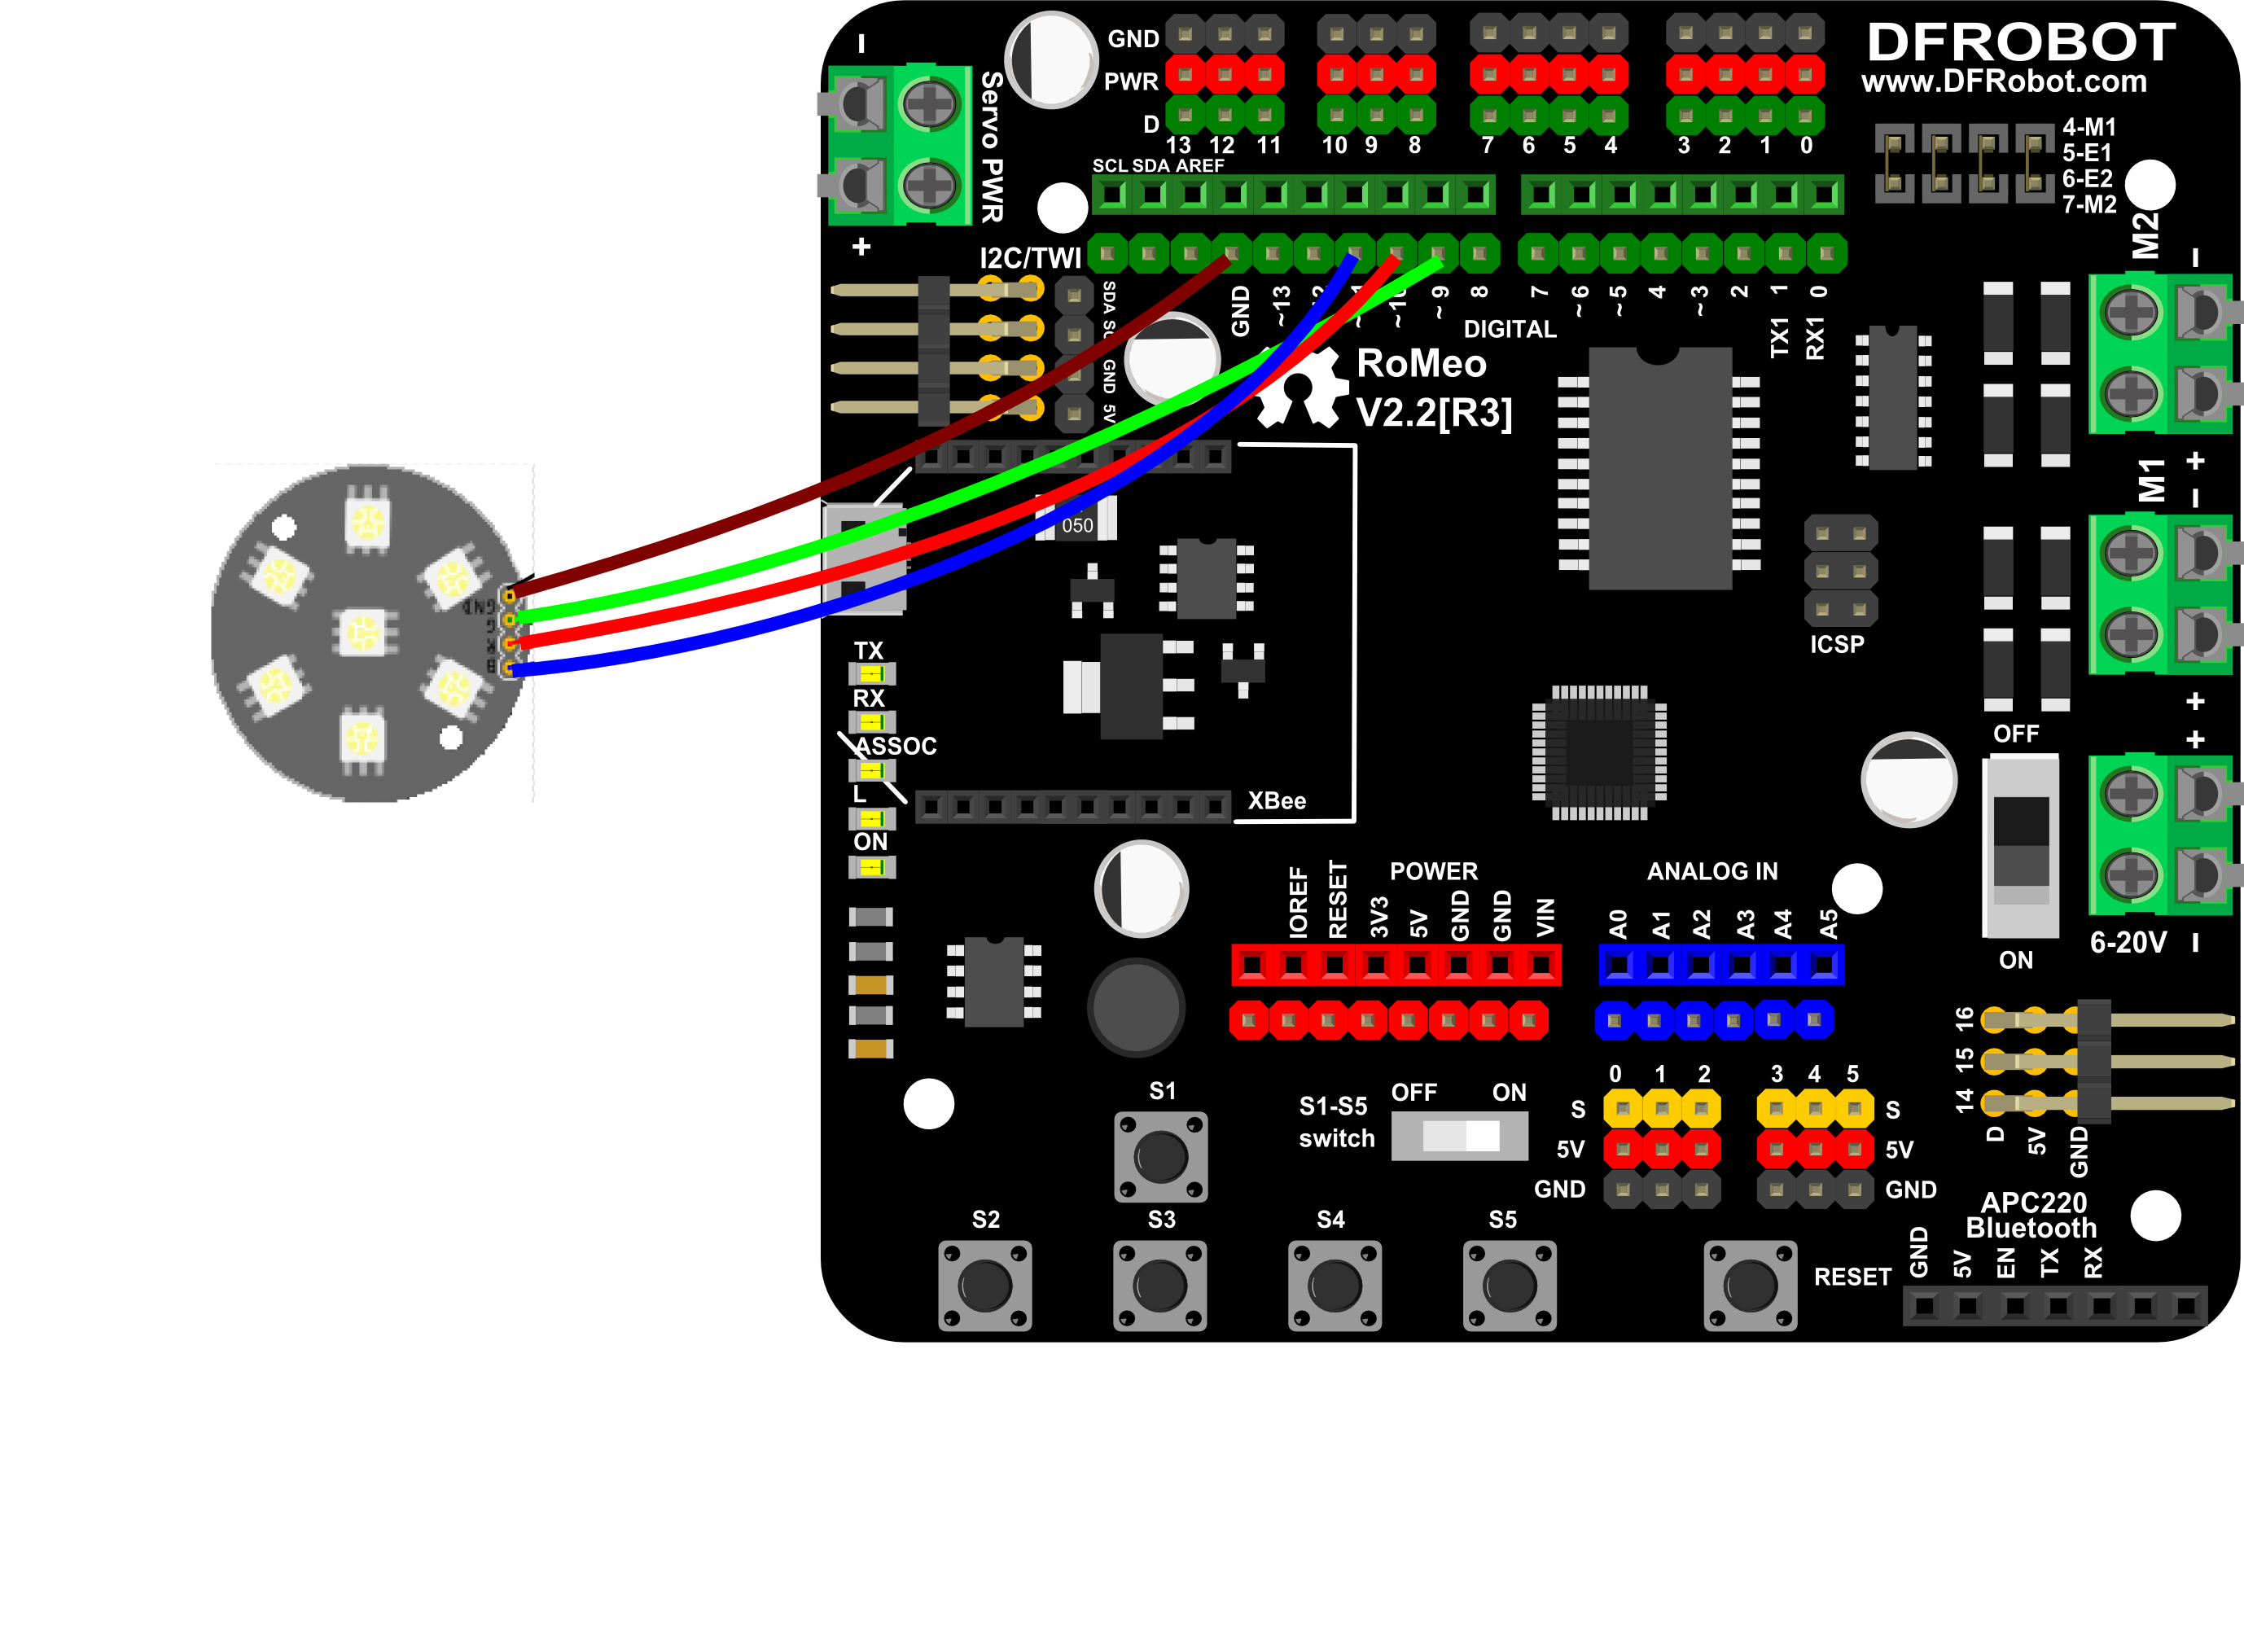 GND
PWR
D
13 12 11 10 9 8 7 6 5 4 3 2 1 0
DFROBOT
www.DFRobot.com
4-M1
5-E1
6-E2
7-M2
Servo PWR
SCL SDA AREF
I2C/TWI
SDA
GND
5V
GND
~13
~9
8
7
~6
~5
4
~3
2
1
0
TX1
RX1
DIGITAL
RoMeo
V2.2[R3]
M2
M1
050
ICSP
GND
TX
RX
ASSOC
L
ON
XBee
OFF
ON
6-20V
POWER
IOREF
RESET
3V3
5V
GND
GND
VIN
ANALOG IN
A0
A1
A2
A3
A4
A5
16
15
14
D
5V
GND
S1-S5
switch
OFF ON
0 1 2 3 4 5
S S
5V 5V
GND GND
S1
S2
S3
S4
S5
RESET
APC220
Bluetooth
GND
5V
EN
TX
RX